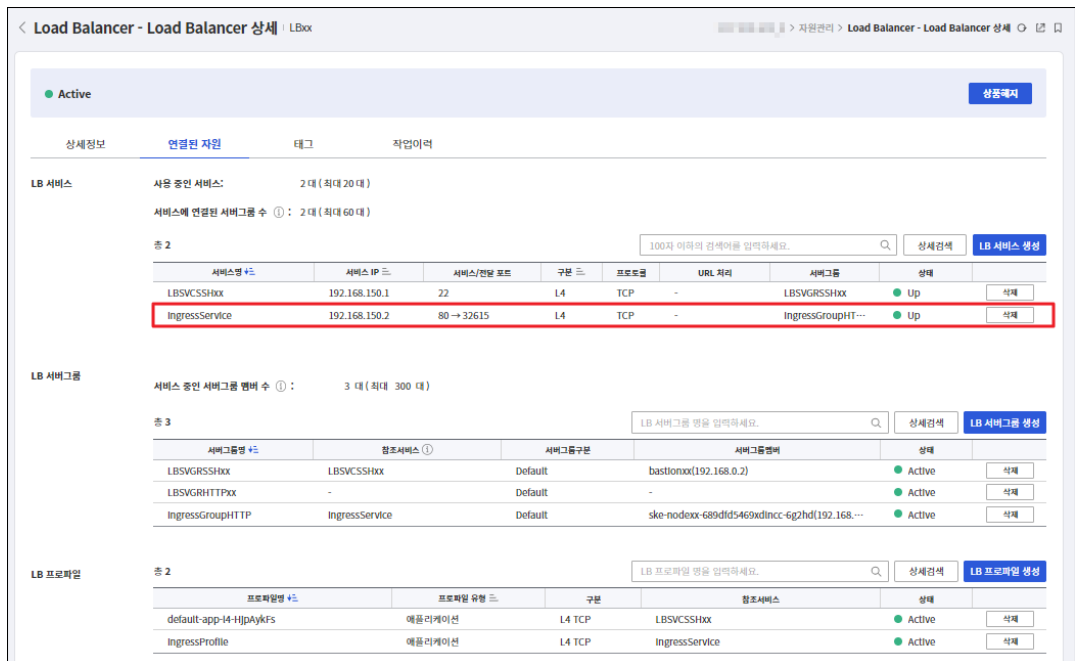 Load Balancer - Load Balancer 상세 LBxx
> 자원관리 > Load Balancer - Load Balancer 상세
Active 상품해지
상세정보 연결된 자원 태그 작업이력
LB 서비스 사용 중인 서비스: 2 대 ( 최대 20 대 )
서비스에 연결된 서버그룹 수 ⓘ : 2 대 ( 최대 60 대 )
총 2 100자 이하의 검색어를 입력하세요. 상세검색 LB 서비스 생성
서비스명 서비스 IP 서비스/전달 포트 구분 프로토콜 URL 처리 서버그룹 상태
LBSVCSSHxx 192.168.150.1 22 L4 TCP - LBSVGRSSHxx Up 삭제
IngressService 192.168.150.2 80 → 32615 L4 TCP - IngressGroupHT··· Up 삭제
LB 서버그룹 서비스 중인 서버그룹 멤버 수 ⓘ : 3 대 ( 최대 300 대 )
총 3 LB 서버그룹 명을 입력하세요. 상세검색 LB 서버그룹 생성
서버그룹명 참조서비스 ⓘ 서버그룹구분 서버그룹멤버 상태
LBSVGRSSHxx LBSVCSSHxx Default bastionxx(192.168.0.2) Active 삭제
LBSVGRHTTPxx - Default - Active 삭제
IngressGroupHTTP IngressService Default ske-nodexx-689dfd5469xdlncc-6g2hd(192.168.··· Active 삭제
LB 프로파일 총 2 LB 프로파일 명을 입력하세요. 상세검색 LB 프로파일 생성
프로파일명 프로파일 유형 구분 참조서비스 상태
default-app-l4-HJpAykFs 애플리케이션 L4 TCP LBSVCSSHxx Active 삭제
IngressProfile 애플리케이션 L4 TCP IngressService Active 삭제